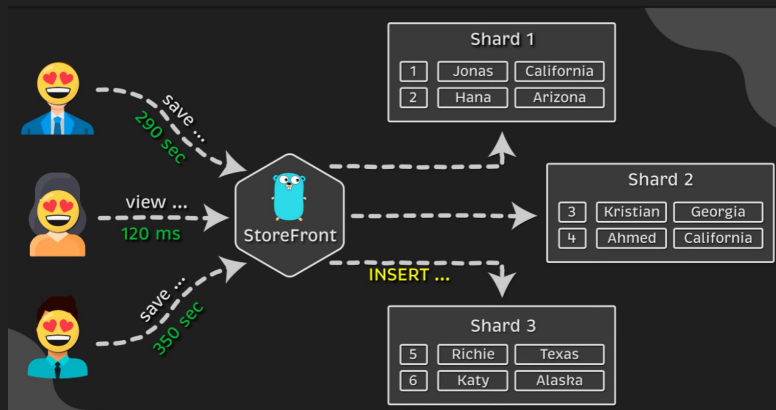 save ...
290 sec
view ...
120 ms
save ...
350 sec
StoreFront
INSERT ...
Shard 1
1 Jonas California
2 Hana Arizona
Shard 2
3 Kristian Georgia
4 Ahmed California
Shard 3
5 Richie Texas
6 Katy Alaska